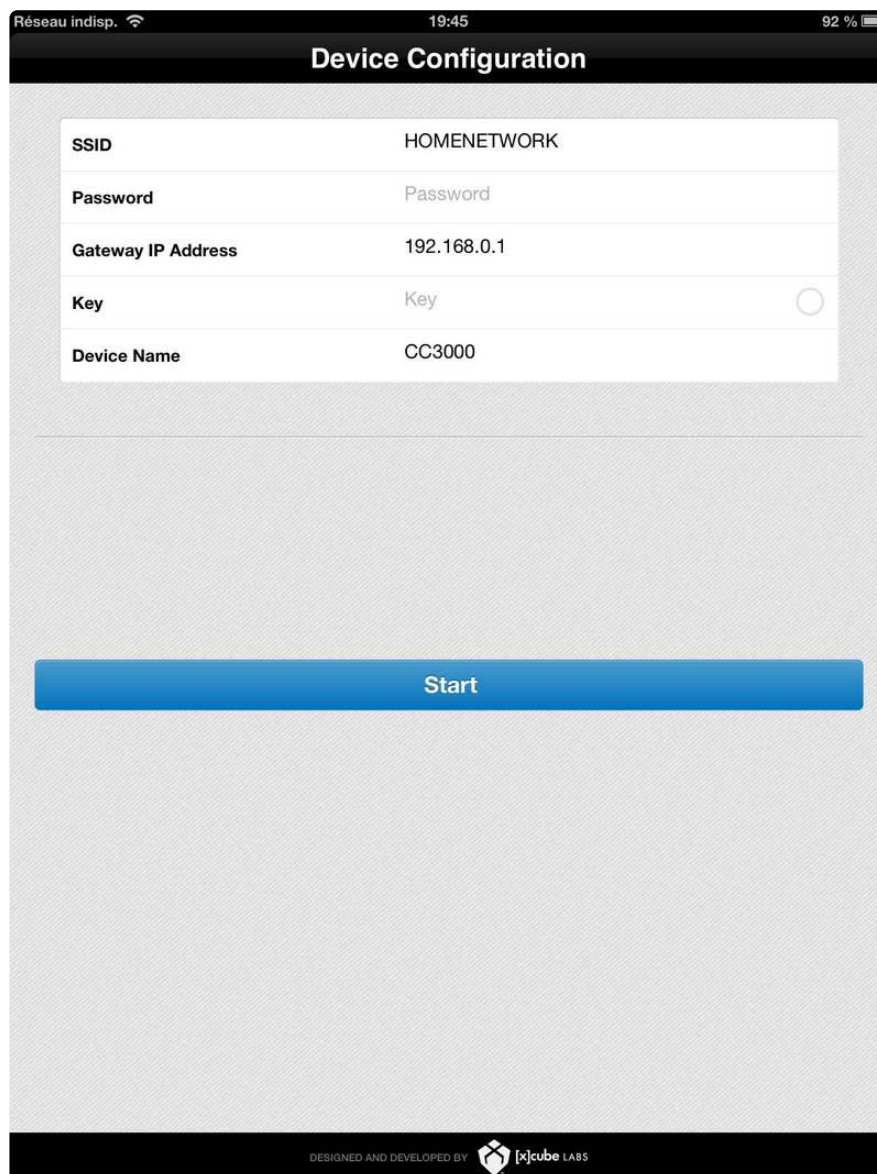 Réseau indisp. 19:45 92 %
Device Configuration
SSID HOMENETWORK
Password Password
Gateway IP Address 192.168.0.1
Key Key
Device Name CC3000
Start
DESIGNED AND DEVELOPED BY [x]cube LABS